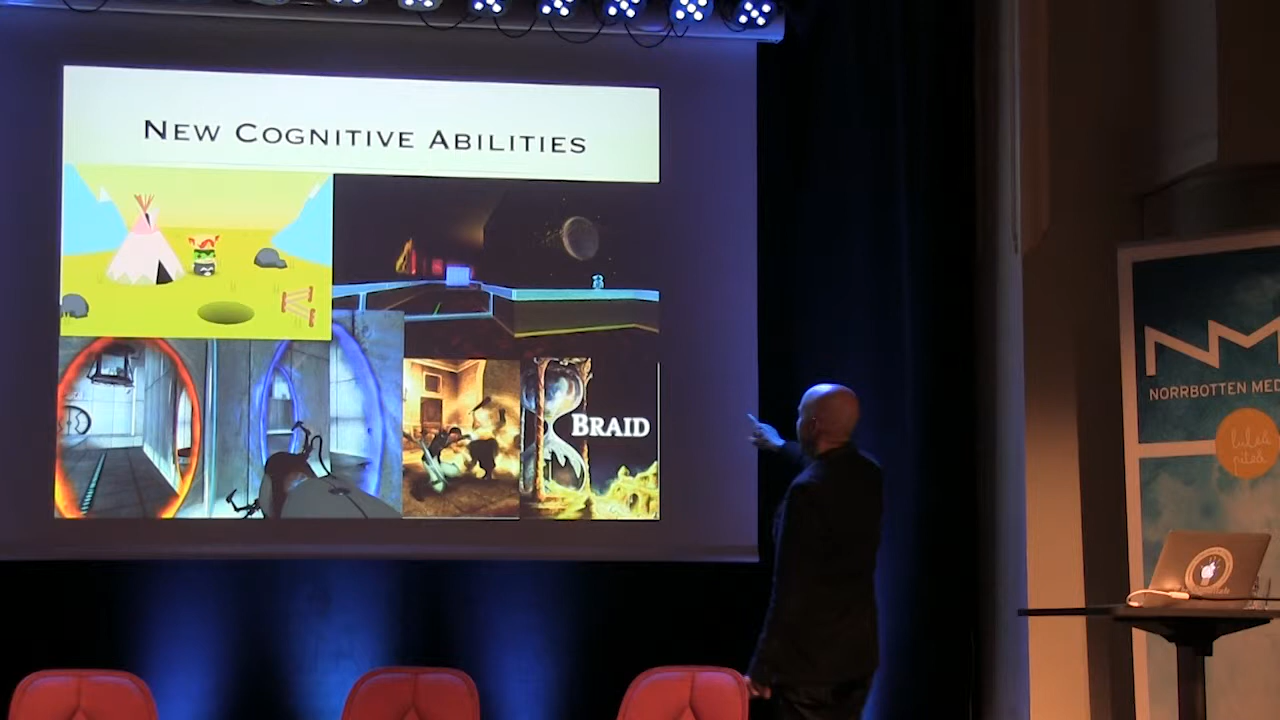 NEW COGNITIVE ABILITIES
BRAID
NORRBOTTEN MED
luleå
piteå